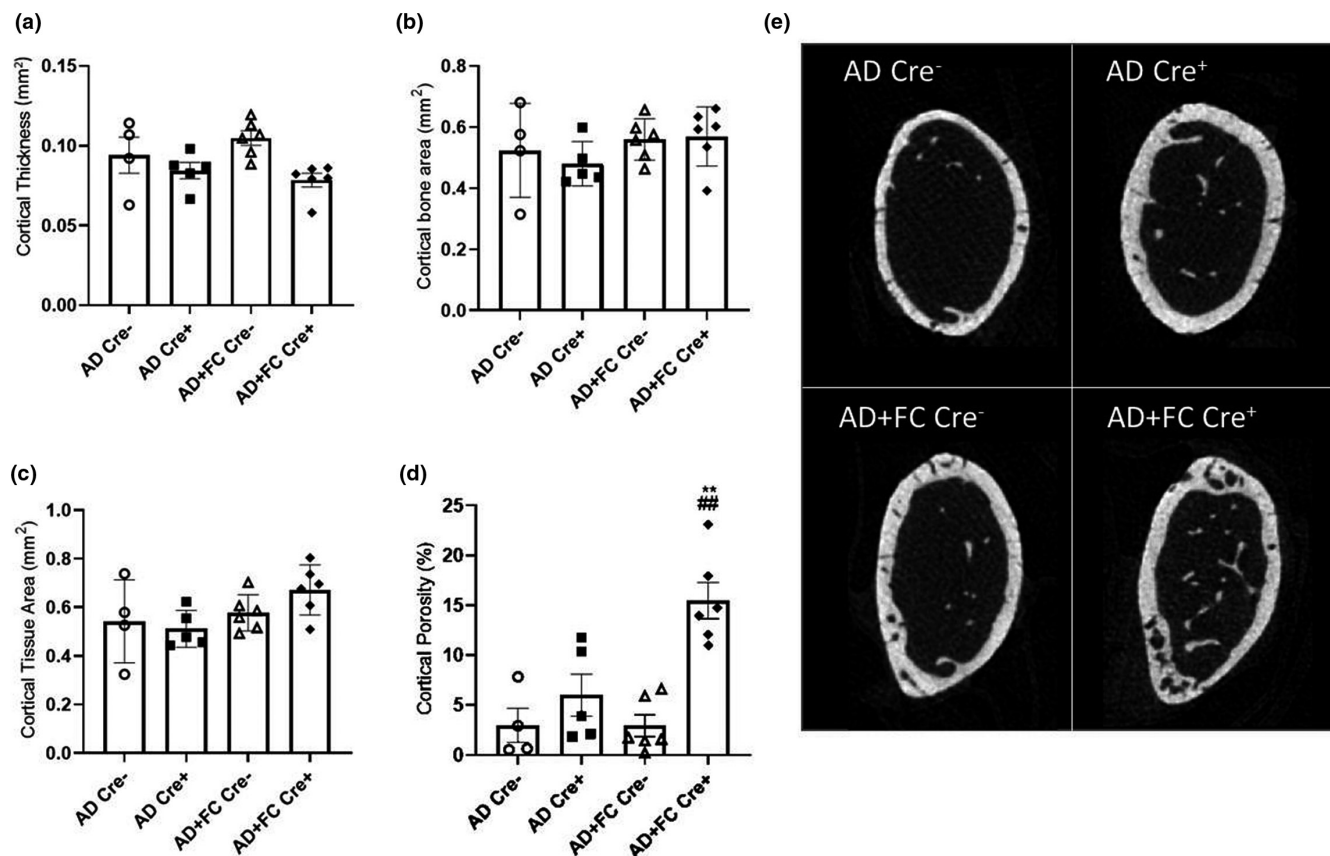 (a)
Cortical Thickness (mm²)
0.15
0.10
0.05
0.00
AD Cre-
AD Cre+
AD+FC Cre-
AD+FC Cre+
(b)
Cortical bone area (mm²)
0.8
0.6
0.4
0.2
0.0
AD Cre-
AD Cre+
AD+FC Cre-
AD+FC Cre+
(c)
Cortical Tissue Area (mm²)
1.0
0.8
0.6
0.4
0.2
0.0
AD Cre-
AD Cre+
AD+FC Cre-
AD+FC Cre+
(d)
Cortical Porosity (%)
25
20
15
10
5
0
**
##
AD Cre-
AD Cre+
AD+FC Cre-
AD+FC Cre+
(e)
AD Cre⁻
AD Cre⁺
AD+FC Cre⁻
AD+FC Cre⁺